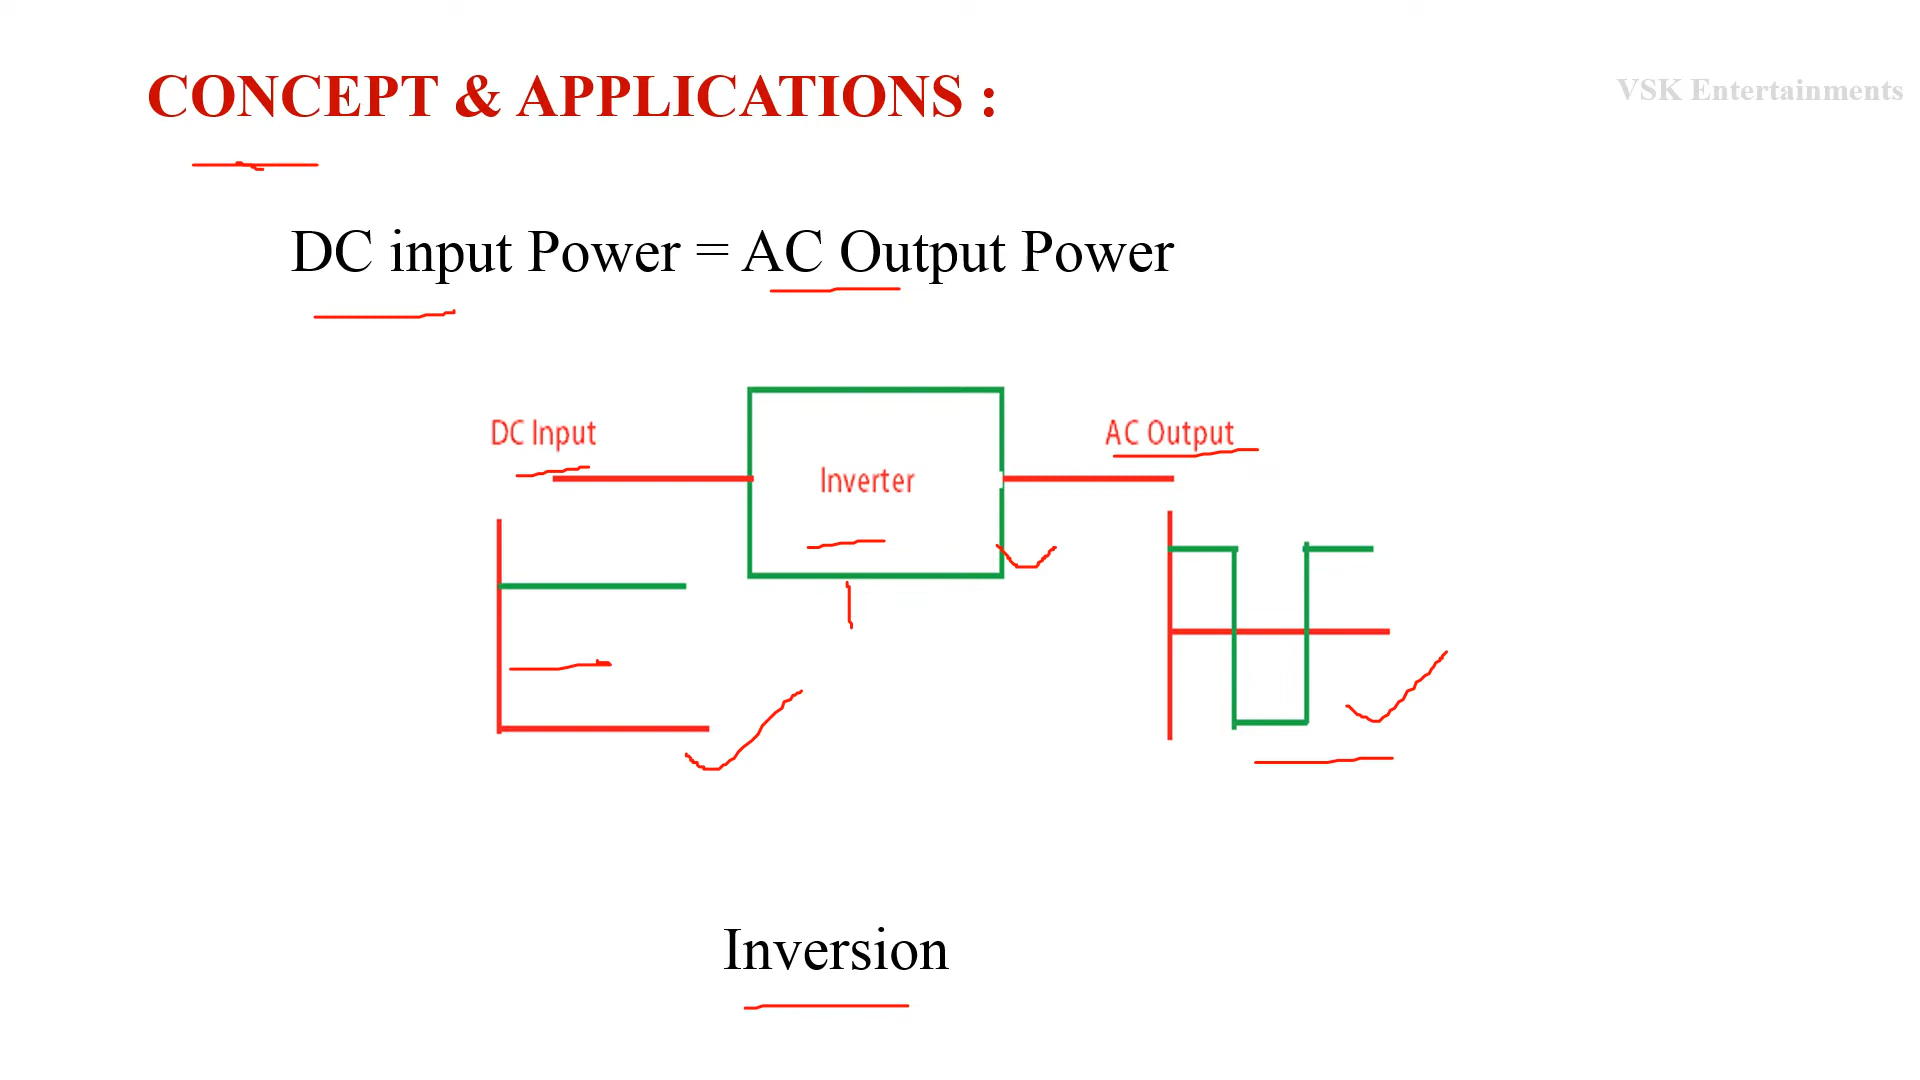 CONCEPT & APPLICATIONS :
VSK Entertainments
DC input Power = AC Output Power
DC Input
Inverter
AC Output
Inversion